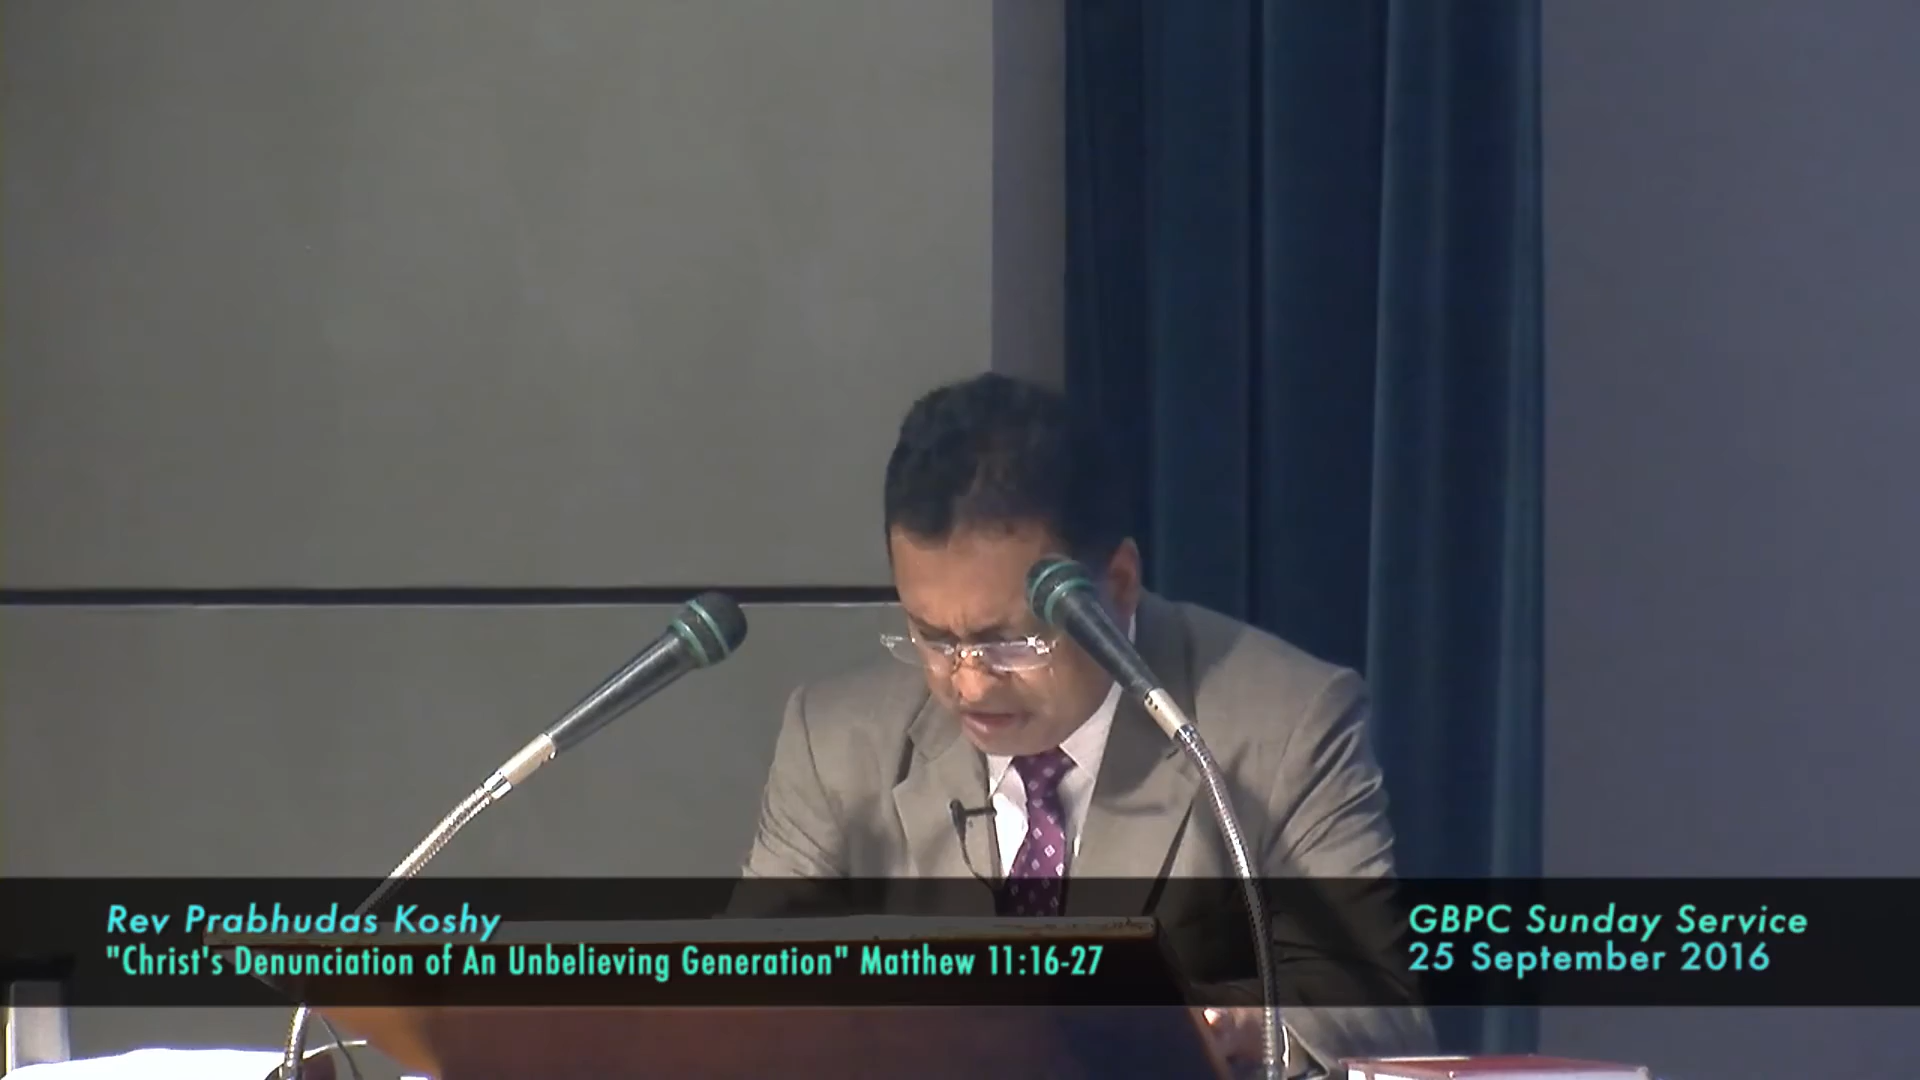 Rev Prabhudas Koshy
"Christ's Denunciation of An Unbelieving Generation" Matthew 11:16-27
GBPC Sunday Service
25 September 2016